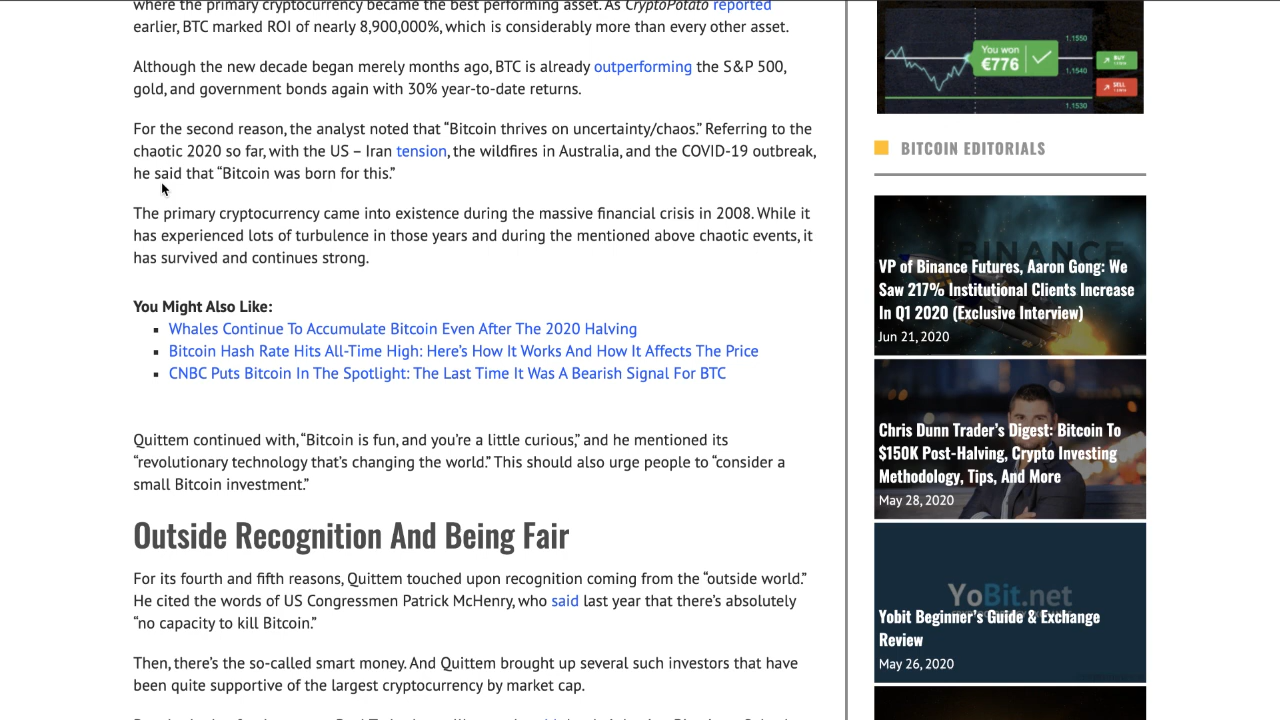 where the primary cryptocurrency became the best performing asset. As CryptoPotato reported
earlier, BTC marked ROI of nearly 8,900,000%, which is considerably more than every other asset.
Although the new decade began merely months ago, BTC is already outperforming the S&P 500,
gold, and government bonds again with 30% year-to-date returns.
For the second reason, the analyst noted that “Bitcoin thrives on uncertainty/chaos.” Referring to the
chaotic 2020 so far, with the US – Iran tension, the wildfires in Australia, and the COVID-19 outbreak,
he said that “Bitcoin was born for this.”
The primary cryptocurrency came into existence during the massive financial crisis in 2008. While it
has experienced lots of turbulence in those years and during the mentioned above chaotic events, it
has survived and continues strong.
You Might Also Like:
Whales Continue To Accumulate Bitcoin Even After The 2020 Halving
Bitcoin Hash Rate Hits All-Time High: Here’s How It Works And How It Affects The Price
CNBC Puts Bitcoin In The Spotlight: The Last Time It Was A Bearish Signal For BTC
Quittem continued with, “Bitcoin is fun, and you’re a little curious,” and he mentioned its
“revolutionary technology that’s changing the world.” This should also urge people to “consider a
small Bitcoin investment.”
Outside Recognition And Being Fair
For its fourth and fifth reasons, Quittem touched upon recognition coming from the “outside world.”
He cited the words of US Congressmen Patrick McHenry, who said last year that there’s absolutely
“no capacity to kill Bitcoin.”
Then, there’s the so-called smart money. And Quittem brought up several such investors that have
been quite supportive of the largest cryptocurrency by market cap.
You won
€776
1.1550
1.1540
1.1530
BUY
SELL
BITCOIN EDITORIALS
BINANCE
VP of Binance Futures, Aaron Gong: We
Saw 217% Institutional Clients Increase
In Q1 2020 (Exclusive Interview)
Jun 21, 2020
Chris Dunn Trader’s Digest: Bitcoin To
$150K Post-Halving, Crypto Investing
Methodology, Tips, And More
May 28, 2020
YoBit.net
Yobit Beginner’s Guide & Exchange
Review
May 26, 2020